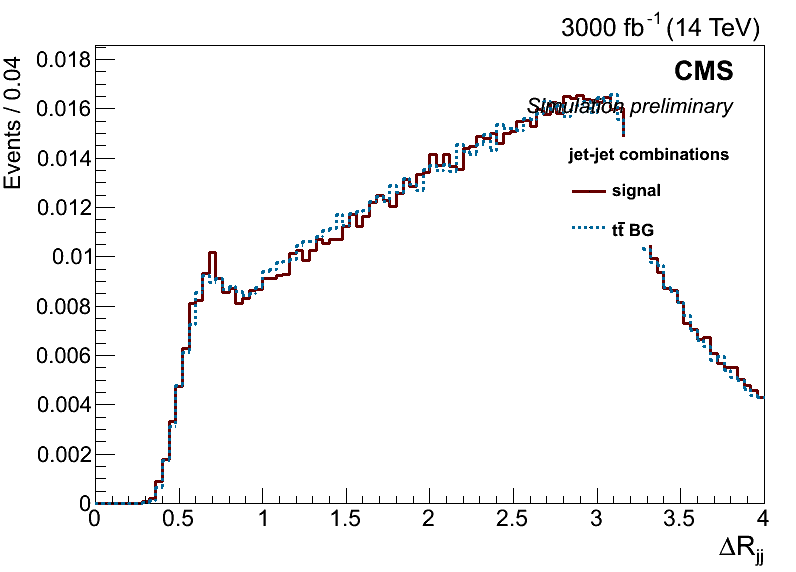 3000 fb⁻¹ (14 TeV)
Events / 0.04
0.018
0.016
0.014
0.012
0.01
0.008
0.006
0.004
0.002
0
CMS
Simulation preliminary
jet-jet combinations
signal
tt̄ BG
0 0.5 1 1.5 2 2.5 3 3.5 4
ΔRjj